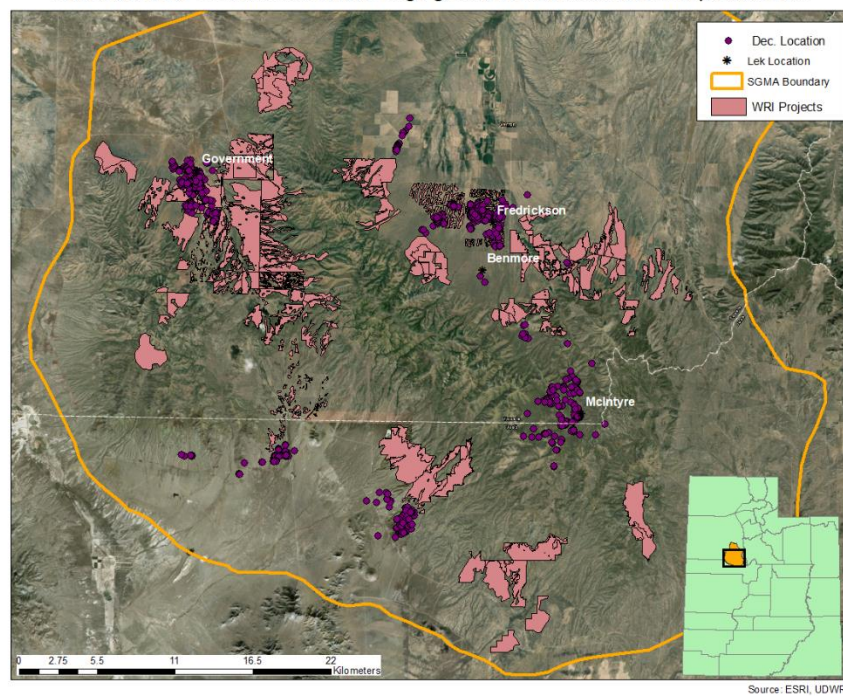 Dec. Location
Lek Location
SGMA Boundary
WRI Projects
Government
Fredrickson
Benmore
McIntyre
0 2.75 5.5 11 16.5 22
Kilometers
Source: ESRI, UDWR